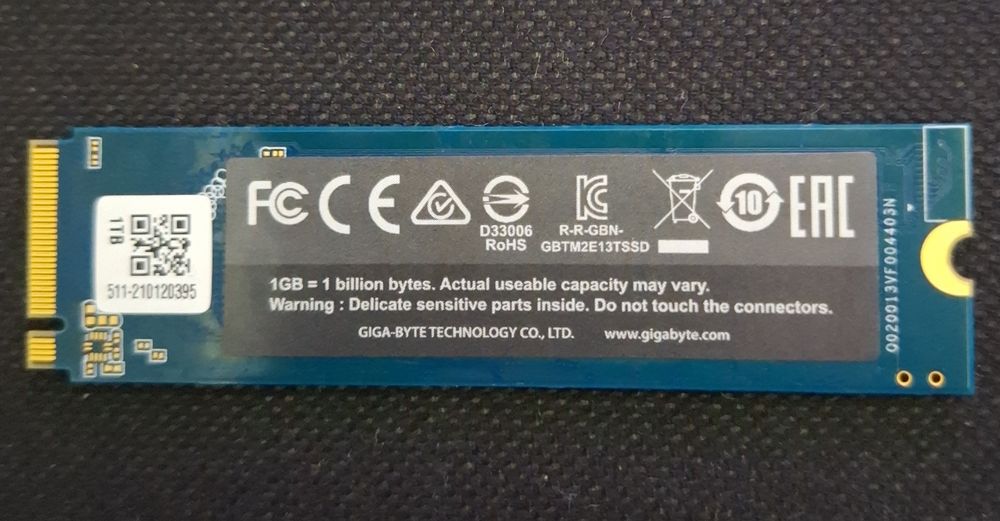 1TB
511-210120395
FC CE
D33006
RoHS
R-R-GBN-
GBTM2E13TSSD
10
EAC
1GB = 1 billion bytes. Actual useable capacity may vary.
Warning : Delicate sensitive parts inside. Do not touch the connectors.
GIGA-BYTE TECHNOLOGY CO., LTD. www.gigabyte.com
O020013VF004403N